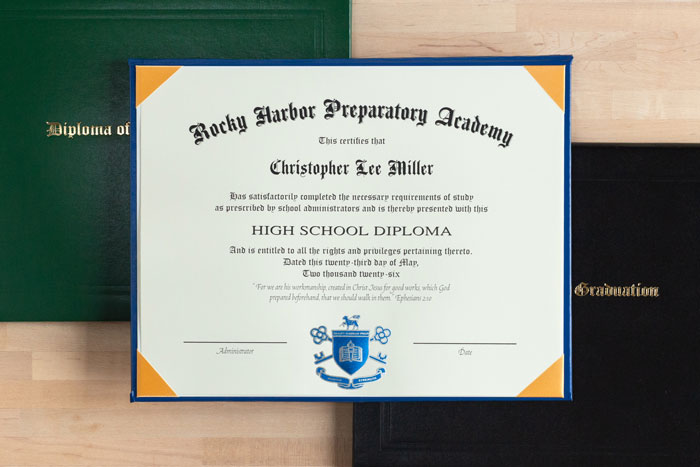 Diploma of
Rocky Harbor Preparatory Academy
This certifies that
Christopher Lee Miller
Has satisfactorily completed the necessary requirements of study
as prescribed by school administrators and is thereby presented with this
HIGH SCHOOL DIPLOMA
And is entitled to all the rights and privileges pertaining thereto.
Dated this twenty-third day of May,
Two thousand twenty-six
"For we are his workmanship, created in Christ Jesus for good works, which God
prepared beforehand, that we should walk in them." Ephesians 2:10
Graduation
Administrator
Date